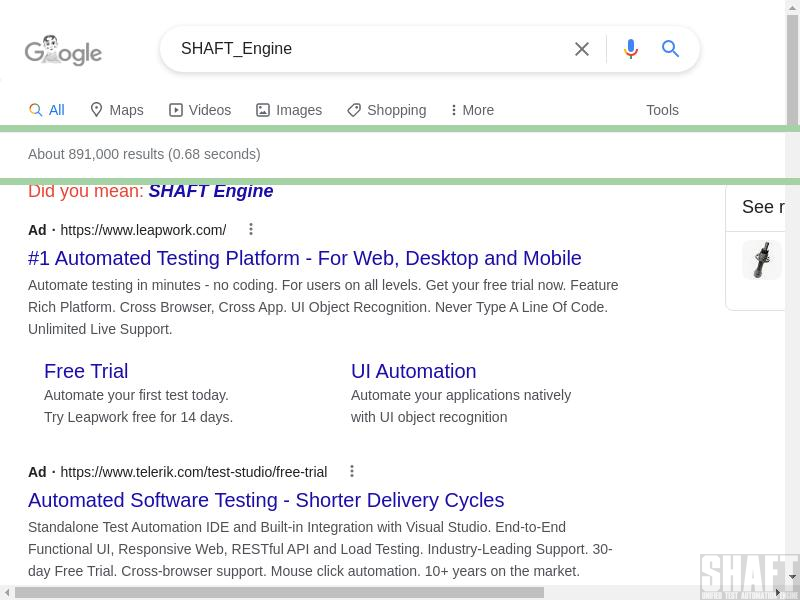 Google
SHAFT_Engine
All Maps Videos Images Shopping More Tools
About 891,000 results (0.68 seconds)
Did you mean: SHAFT Engine
See r
Ad · https://www.leapwork.com/
#1 Automated Testing Platform - For Web, Desktop and Mobile
Automate testing in minutes - no coding. For users on all levels. Get your free trial now. Feature
Rich Platform. Cross Browser, Cross App. UI Object Recognition. Never Type A Line Of Code.
Unlimited Live Support.
Free Trial
Automate your first test today.
Try Leapwork free for 14 days.
UI Automation
Automate your applications natively
with UI object recognition
Ad · https://www.telerik.com/test-studio/free-trial
Automated Software Testing - Shorter Delivery Cycles
Standalone Test Automation IDE and Built-in Integration with Visual Studio. End-to-End
Functional UI, Responsive Web, RESTful API and Load Testing. Industry-Leading Support. 30-
day Free Trial. Cross-browser support. Mouse click automation. 10+ years on the market.
SHAFT